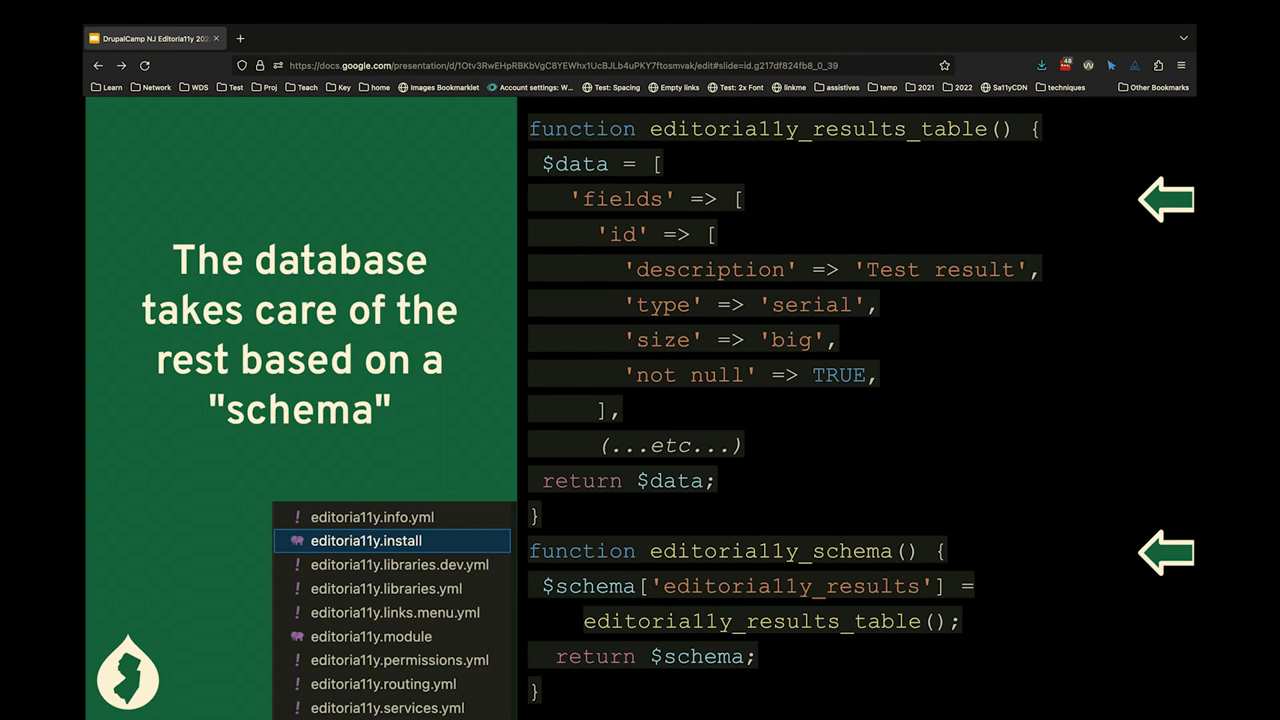 DrupalCamp NJ Editoria11y 202
https://docs.google.com/presentation/d/1Otv3RwEHpRBKbVgC8YEWhx1UcBJLb4uPKY7ftosmvak/edit#slide=id.g217df824fb8_0_39
48
Learn Network WDS Test Proj Teach Key home Images Bookmarklet Account settings: W... Test: Spacing Empty links Test: 2x Font linkme assistives temp 2021 2022 Sa11yCDN techniques Other Bookmarks
The database
takes care of the
rest based on a
"schema"
editoria11y.info.yml
editoria11y.install
editoria11y.libraries.dev.yml
editoria11y.libraries.yml
editoria11y.links.menu.yml
editoria11y.module
editoria11y.permissions.yml
editoria11y.routing.yml
editoria11y.services.yml
function editoria11y_results_table() {
$data = [
'fields' => [
'id' => [
'description' => 'Test result',
'type' => 'serial',
'size' => 'big',
'not null' => TRUE,
],
(...etc...)
return $data;
}
function editoria11y_schema() {
$schema['editoria11y_results'] =
editoria11y_results_table();
return $schema;
}